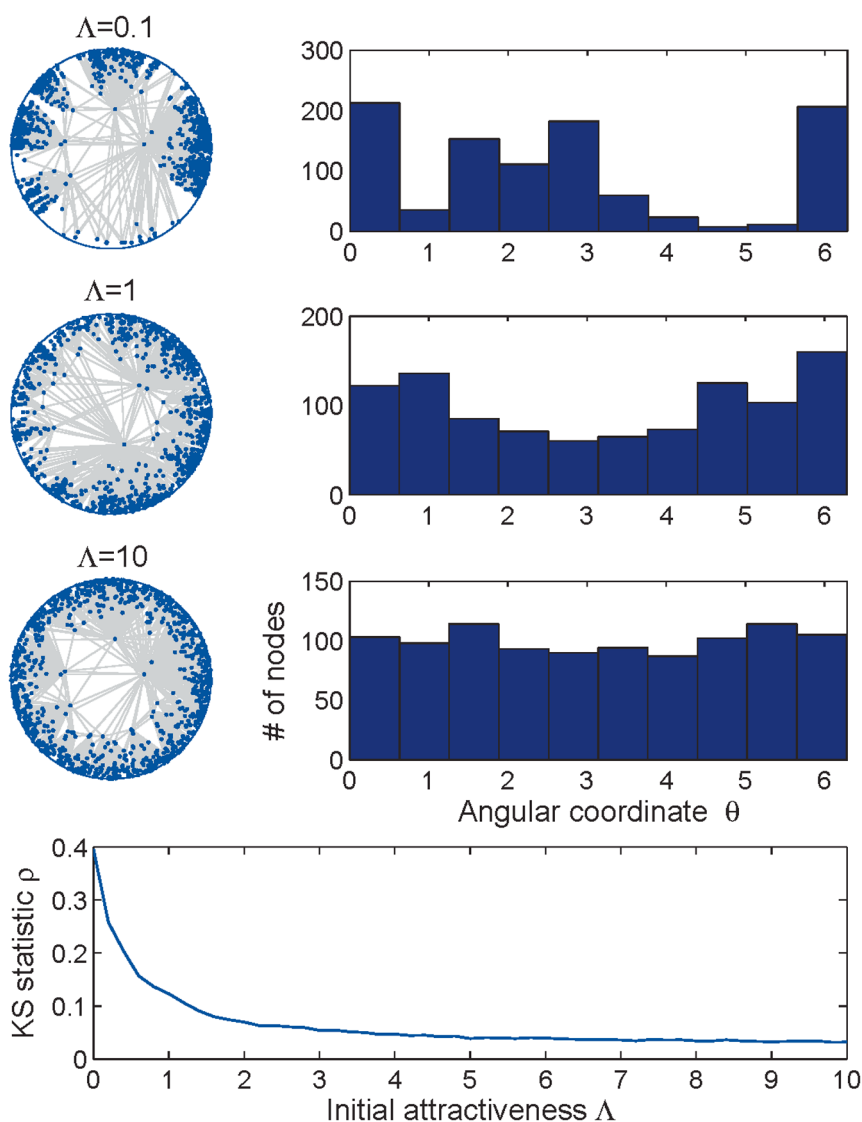 Λ=0.1
300
200
100
0
0 1 2 3 4 5 6
Λ=1
200
100
0
0 1 2 3 4 5 6
Λ=10
150
100
50
0
# of nodes
0 1 2 3 4 5 6
Angular coordinate θ
0.4
0.3
0.2
0.1
0
KS statistic ρ
0 1 2 3 4 5 6 7 8 9 10
Initial attractiveness Λ